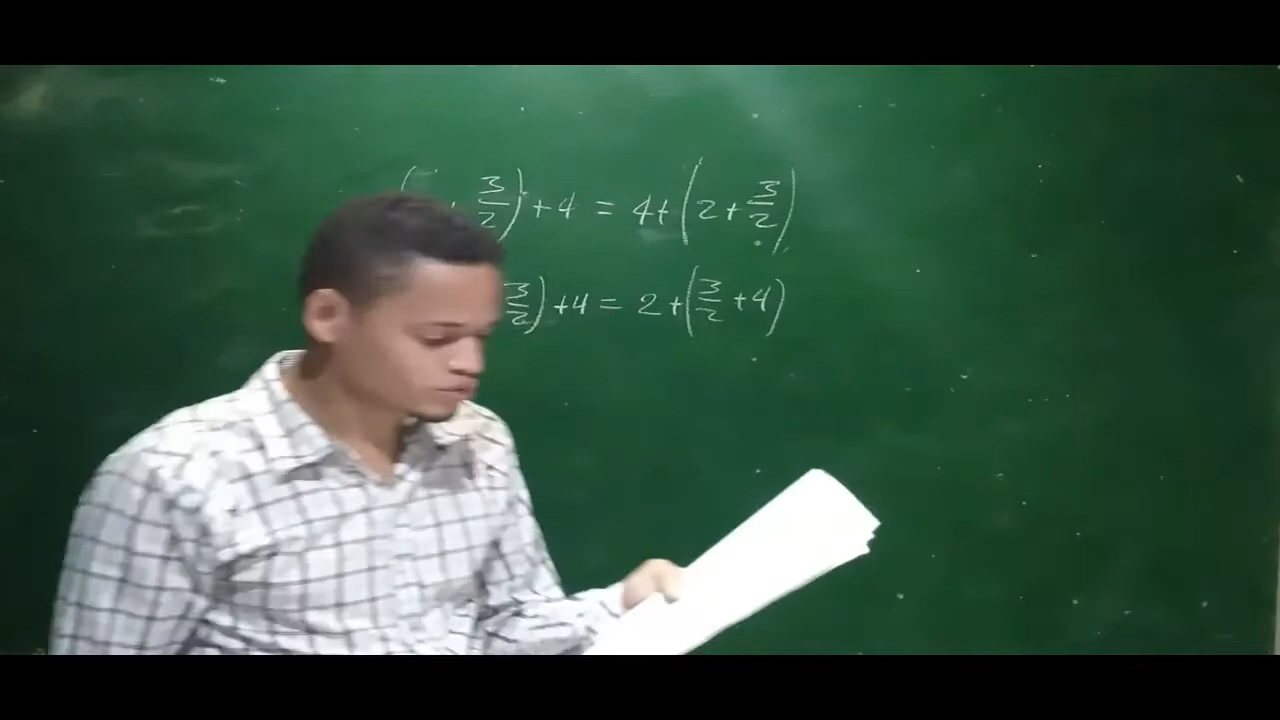 ( + 3/2) + 4 = 4 + (2 + 3/2)
3/2) + 4 = 2 + (3/2 + 4)